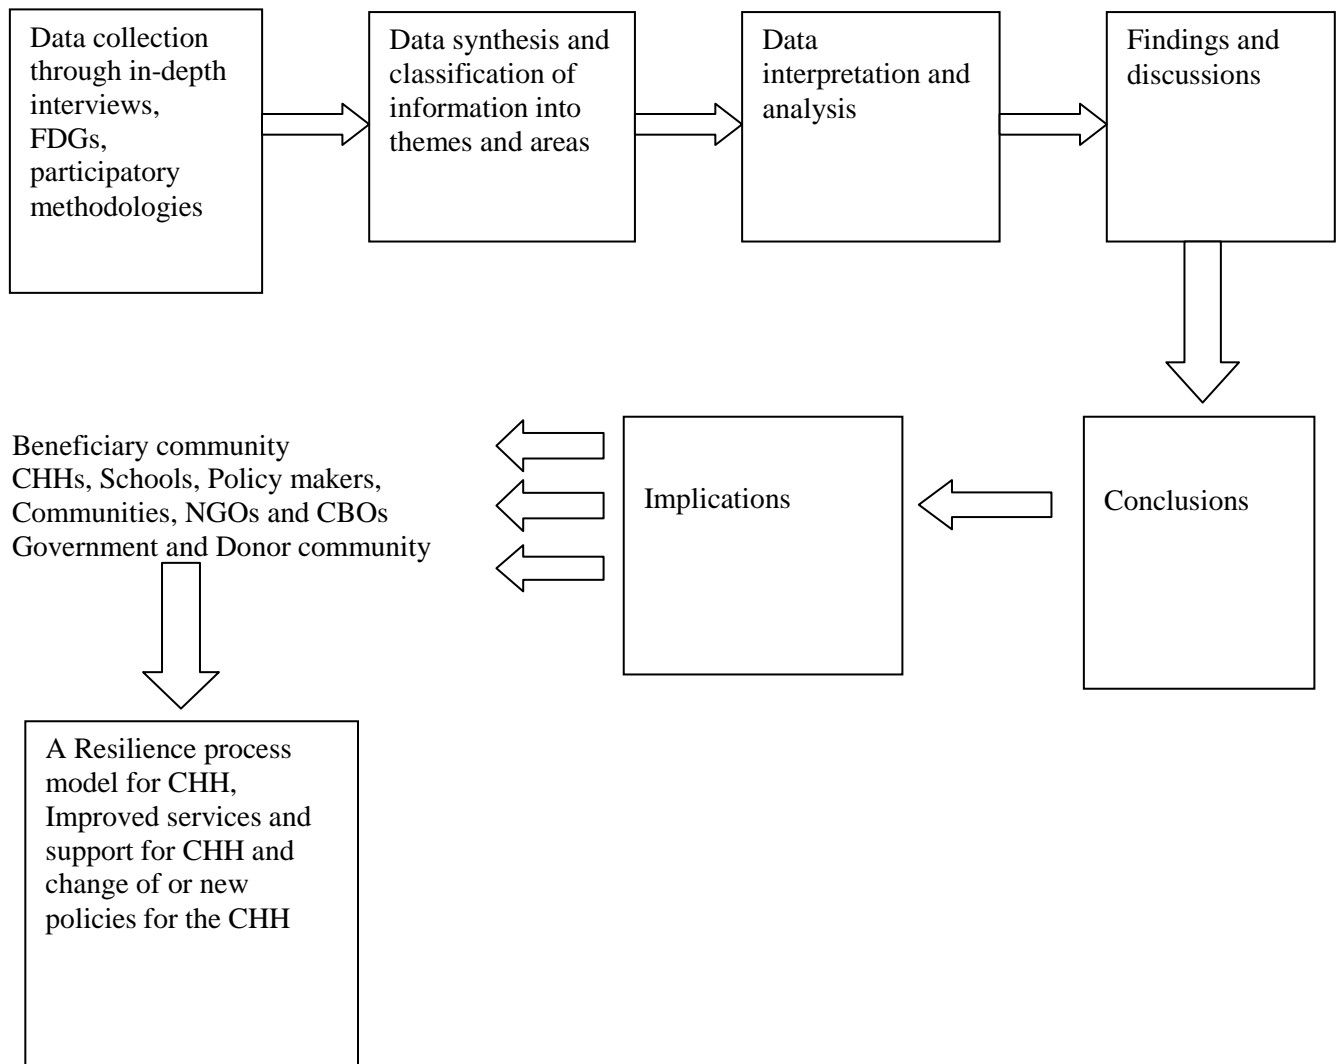 Data collection
through in-depth
interviews,
FDGs,
participatory
methodologies
Data synthesis and
classification of
information into
themes and areas
Data
interpretation and
analysis
Findings and
discussions
Conclusions
Implications
Beneficiary community
CHHs, Schools, Policy makers,
Communities, NGOs and CBOs
Government and Donor community
A Resilience process
model for CHH,
Improved services and
support for CHH and
change of or new
policies for the CHH